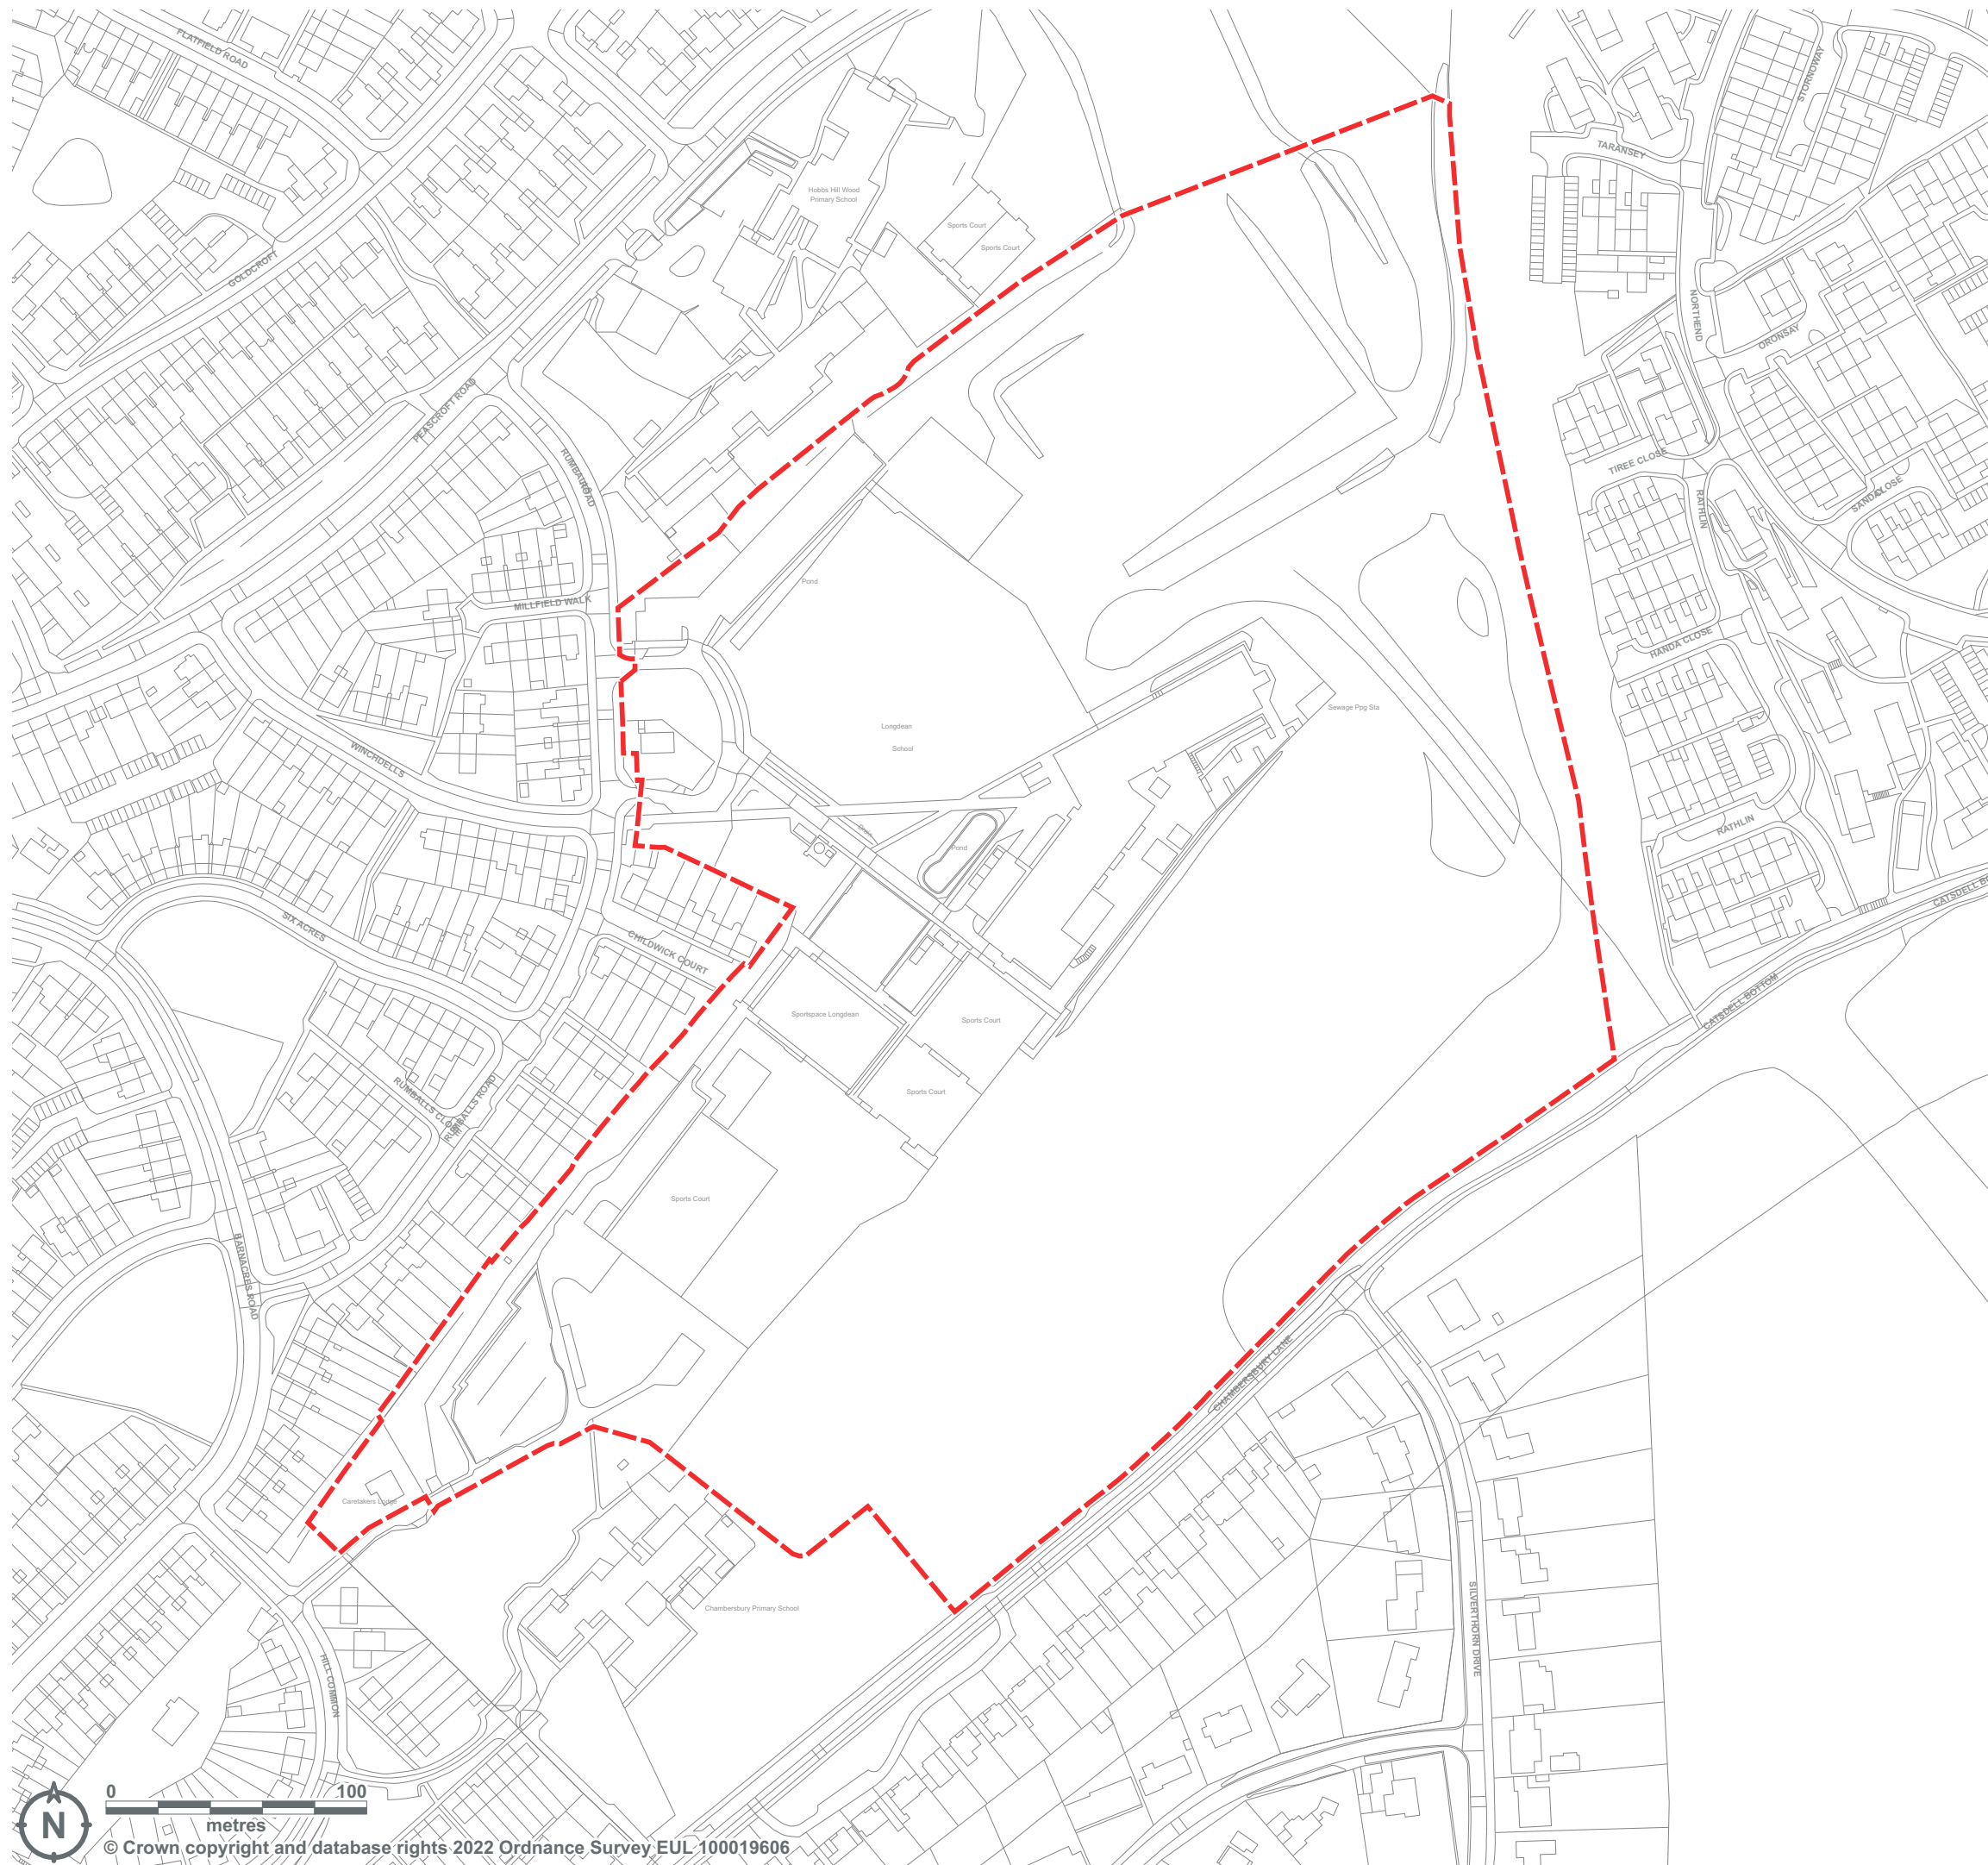 FLATFIELD ROAD
STORNOWAY
TARANSEY
Hobbs Hill Wood
Primary School
Sports Court
Sports Court
GOLDCROFT
NORTHEND
ORONSAY
PEASCROFT ROAD
RUMBALLS ROAD
TIREE CLOSE
RATHLIN
SANDAY CLOSE
Pond
MILLFIELD WALK
HANDA CLOSE
Sewage Ppg Sta
Longdean
School
WINCHDELLS
RATHLIN
Drain
Pond
CATSDELL BO
SIX ACRES
CHILDWICK COURT
CATSDELL BOTTOM
Sportspace Longdean
Sports Court
Sports Court
RUMBALLS CLOSE
RUMBALLS ROAD
Sports Court
BARNACRES ROAD
CHAMBERSBURY LANE
Caretakers Lodge
Chambersbury Primary School
SILVERTHORN DRIVE
HILL COMMON
N
0 100
metres
© Crown copyright and database rights 2022 Ordnance Survey EUL 100019606